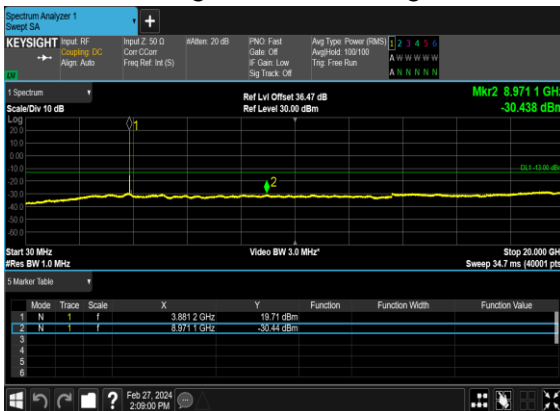 Spectrum Analyzer 1
Swept SA
KEYSIGHT Input: RF Input Z: 50 Ω #Atten: 20 dB PNO: Fast Avg Type: Power (RMS) 1 2 3 4 5 6
Coupling: DC Corr CCorr Gate: Off Avg|Hold: 100/100 A W W W W W
Align: Auto Freq Ref: Int (S) IF Gain: Low Trig: Free Run
LV Sig Track: Off A N N N N N
1 Spectrum Ref Lvl Offset 36.47 dB Mkr2 8.971 1 GHz
Scale/Div 10 dB Ref Level 30.00 dBm -30.438 dBm
Log
20.0 1
10.0
0.00
-10.0 DL1 -13.00 dBm
-20.0 2
-30.0
-40.0
-50.0
-60.0
Start 30 MHz Video BW 3.0 MHz* Stop 20.000 GHz
#Res BW 1.0 MHz Sweep 34.7 ms (40001 pts)
5 Marker Table
Mode Trace Scale X Y Function Function Width Function Value
1 N 1 f 3.881 2 GHz 19.71 dBm
2 N 1 f 8.971 1 GHz -30.44 dBm
3
4
5
6
? Feb 27, 2024
2:09:00 PM